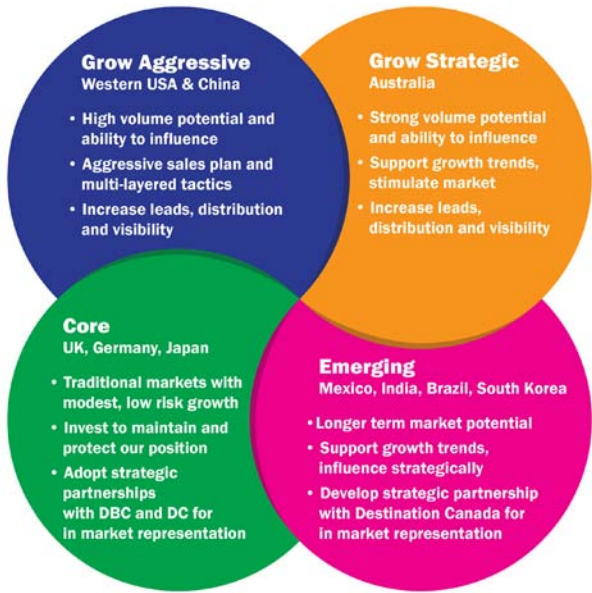 Grow Aggressive
Western USA & China
• High volume potential and
ability to influence
• Aggressive sales plan and
multi-layered tactics
• Increase leads, distribution
and visibility
Grow Strategic
Australia
• Strong volume potential
and ability to influence
• Support growth trends,
stimulate market
• Increase leads,
distribution and visibility
Core
UK, Germany, Japan
• Traditional markets with
modest, low risk growth
• Invest to maintain and
protect our position
• Adopt strategic
partnerships
with DBC and DC for
in market representation
Emerging
Mexico, India, Brazil, South Korea
• Longer term market potential
• Support growth trends,
influence strategically
• Develop strategic partnership
with Destination Canada for
in market representation